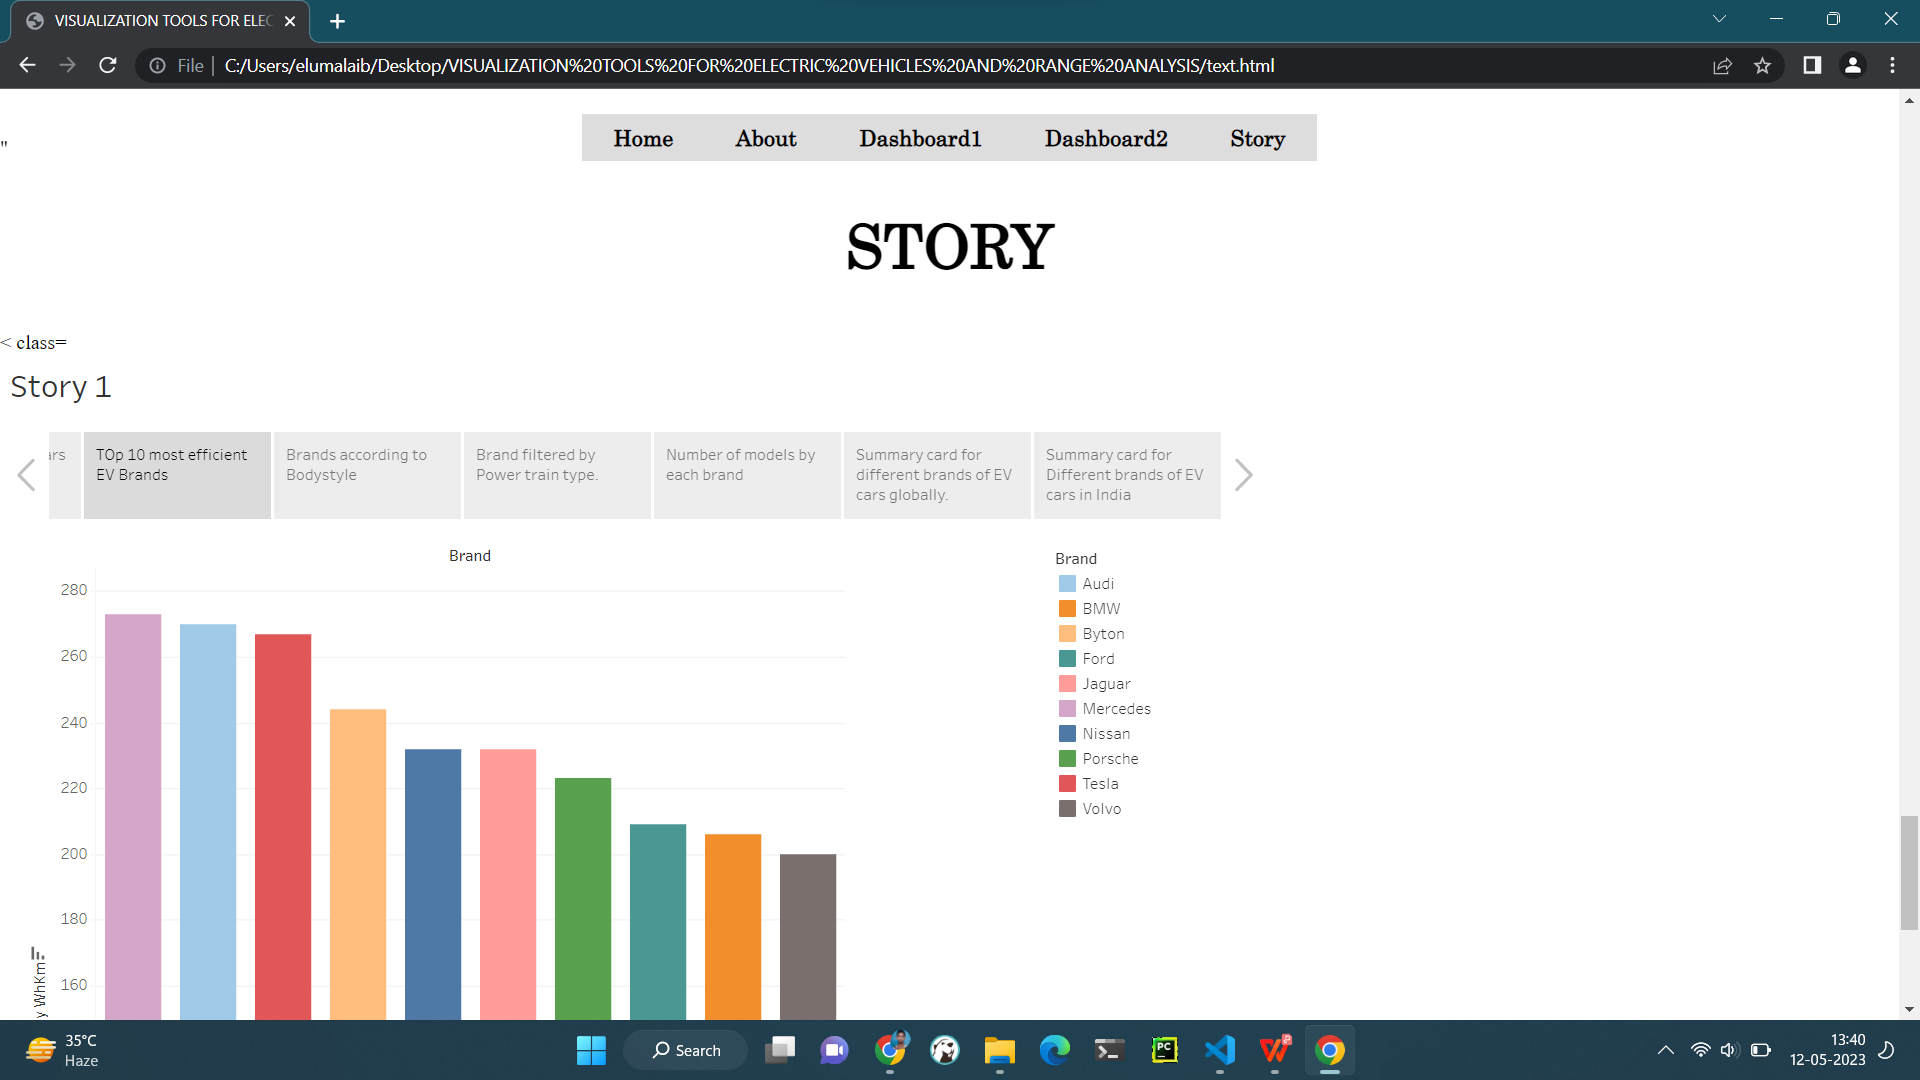 VISUALIZATION TOOLS FOR ELEC
File
C:/Users/elumalaib/Desktop/VISUALIZATION%20TOOLS%20FOR%20ELECTRIC%20VEHICLES%20AND%20RANGE%20ANALYSIS/text.html
Home About Dashboard1 Dashboard2 Story
"
STORY
< class=
Story 1
ars
TOp 10 most efficient
EV Brands
Brands according to
Bodystyle
Brand filtered by
Power train type.
Number of models by
each brand
Summary card for
different brands of EV
cars globally.
Summary card for
Different brands of EV
cars in India
Brand
280
260
240
220
200
180
160
y WhKm
Brand
Audi
BMW
Byton
Ford
Jaguar
Mercedes
Nissan
Porsche
Tesla
Volvo
35°C
Haze
Search
PC
13:40
12-05-2023